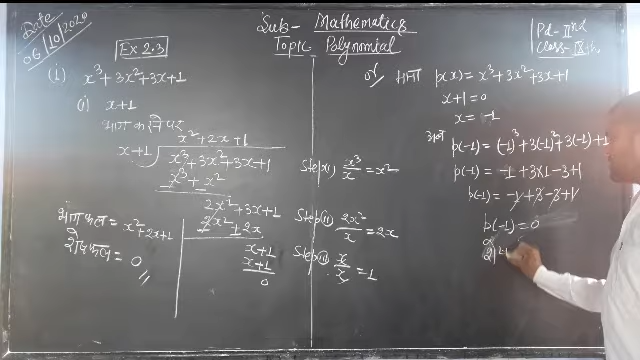 Date
06/10/2020
Sub- Mathematics
Topic- Polynomial
Pd- IInd
Class- IXth.
Ex 2.3
(i) x³+3x²+3x+1
(i) x+1
भाग करने पर
x²+2x+1
x+1) x³+3x²+3x+1
x³+x²
2x²+3x+1
2x²+2x
x+1
x+1
0
भागफल = x²+2x+1
शेषफल = 0
Step(i) x³/x = x²
Step(ii) 2x²/x = 2x
x/x = 1
माना p(x) = x³+3x²+3x+1
x+1=0
x = -1
अतः p(-1) = (-1)³+3(-1)²+3(-1)+1
p(-1) = -1+3x1-3+1
p(-1) = -1+3-3+1
p(-1) = 0